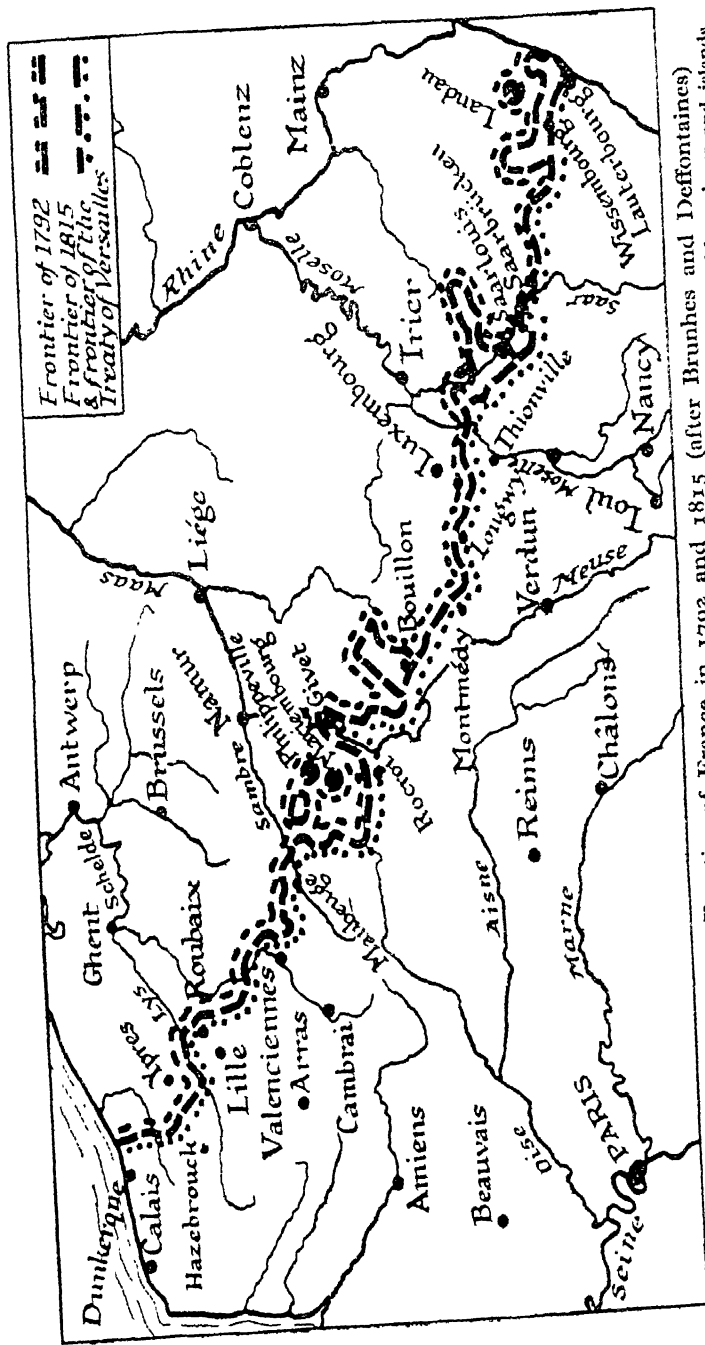 Frontier of 1792
Frontier of 1815
& frontier of the
Treaty of Versailles
Dunkerque
Calais
Hazebrouck
Ypres
Lys
Ghent
Schelde
Antwerp
Brussels
Roubaix
Lille
Valenciennes
Arras
Cambrai
Maubeuge
Sambre
Namur
Philippeville
Mariembourg
Givet
Rocroi
Maas
Liége
Bouillon
Montmédy
Longwy
Luxembourg
Trier
Moselle
Rhine
Coblenz
Mainz
Thionville
Moselle
Verdun
Meuse
Toul
Nancy
Saarlouis
Saarbrucken
Saar
Landau
Wissembourg
Lauterbourg
Amiens
Beauvais
Oise
Aisne
Reims
Châlons
Marne
Seine
PARIS
of France in 1792 and 1815 (after Brunhes and Deffontaines)
islands